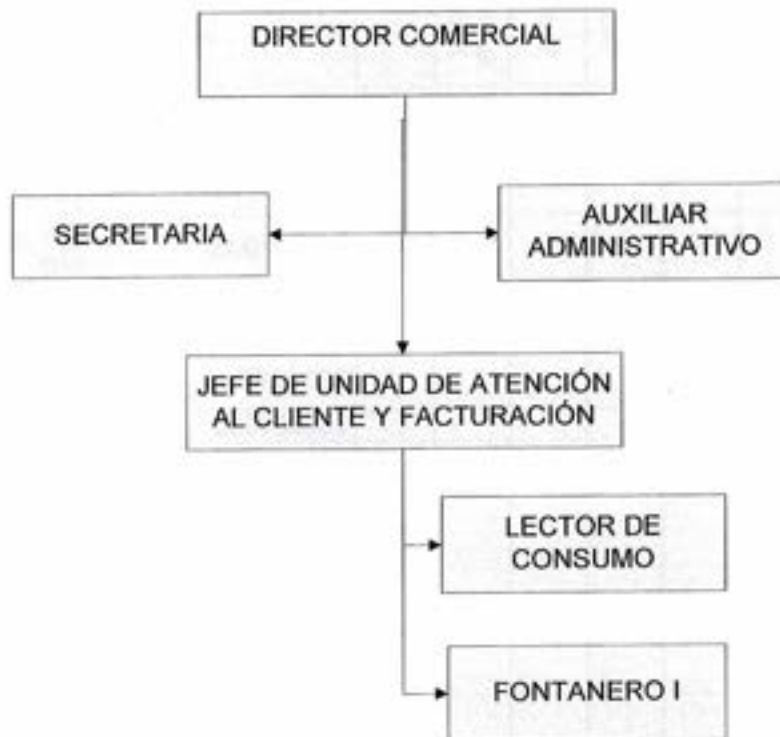 DIRECTOR COMERCIAL
SECRETARIA
AUXILIAR
ADMINISTRATIVO
JEFE DE UNIDAD DE ATENCIÓN
AL CLIENTE Y FACTURACIÓN
LECTOR DE
CONSUMO
FONTANERO I